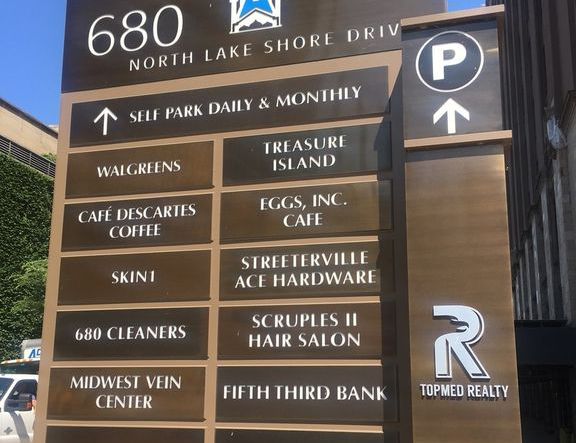 680
NORTH LAKE SHORE DRIV
P
SELF PARK DAILY & MONTHLY
WALGREENS
TREASURE
ISLAND
CAFÉ DESCARTES
COFFEE
EGGS, INC.
CAFE
SKIN1
STREETERVILLE
ACE HARDWARE
680 CLEANERS
SCRUPLES II
HAIR SALON
MIDWEST VEIN
CENTER
FIFTH THIRD BANK
R
TOPMED REALTY